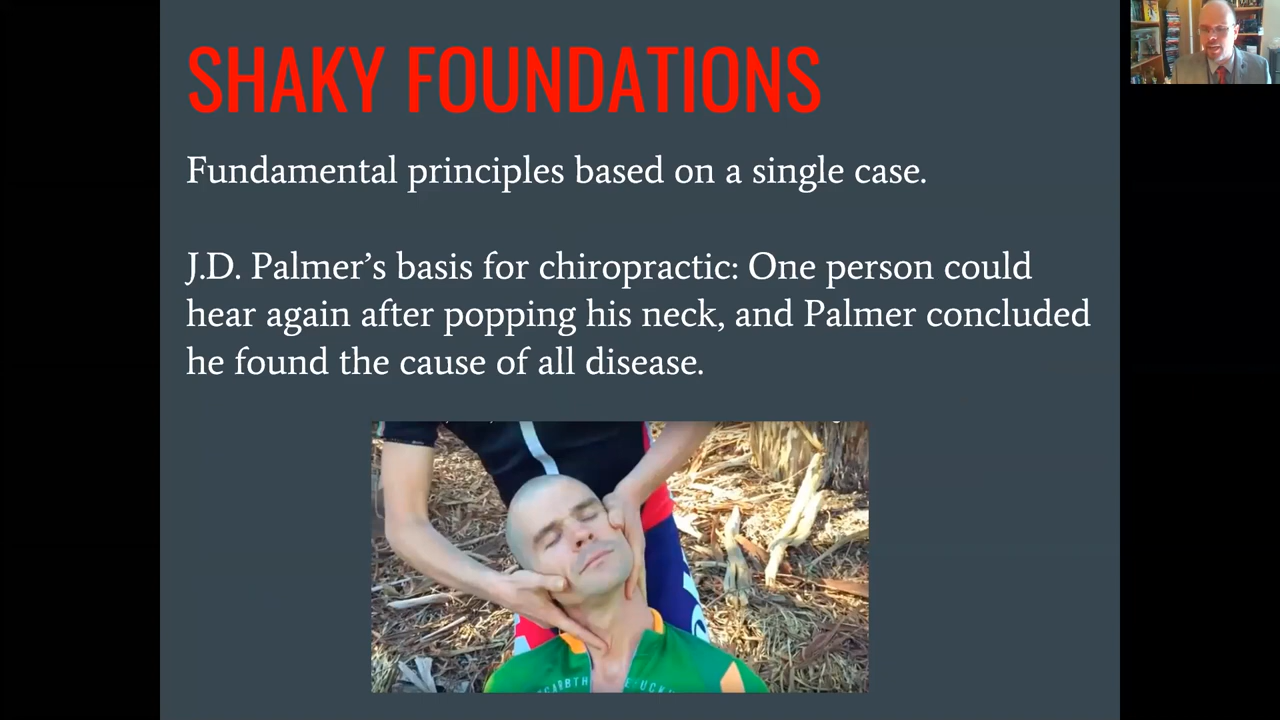 SHAKY FOUNDATIONS
Fundamental principles based on a single case.
J.D. Palmer’s basis for chiropractic: One person could
hear again after popping his neck, and Palmer concluded
he found the cause of all disease.